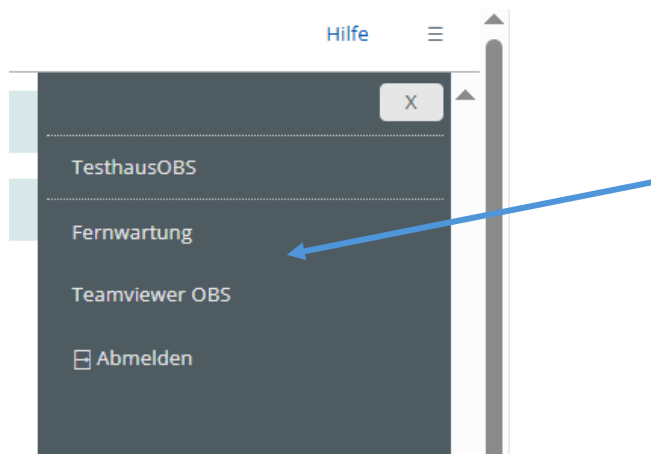 Hilfe ☰
X
TesthausOBS
Fernwartung
Teamviewer OBS
Abmelden